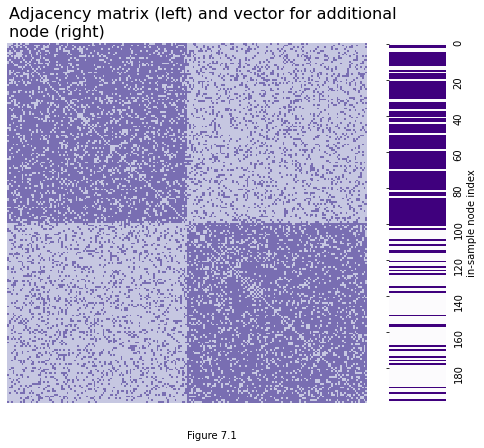 Adjacency matrix (left) and vector for additional
node (right)
0
20
40
60
80
100
120
140
160
180
in-sample node index
Figure 7.1